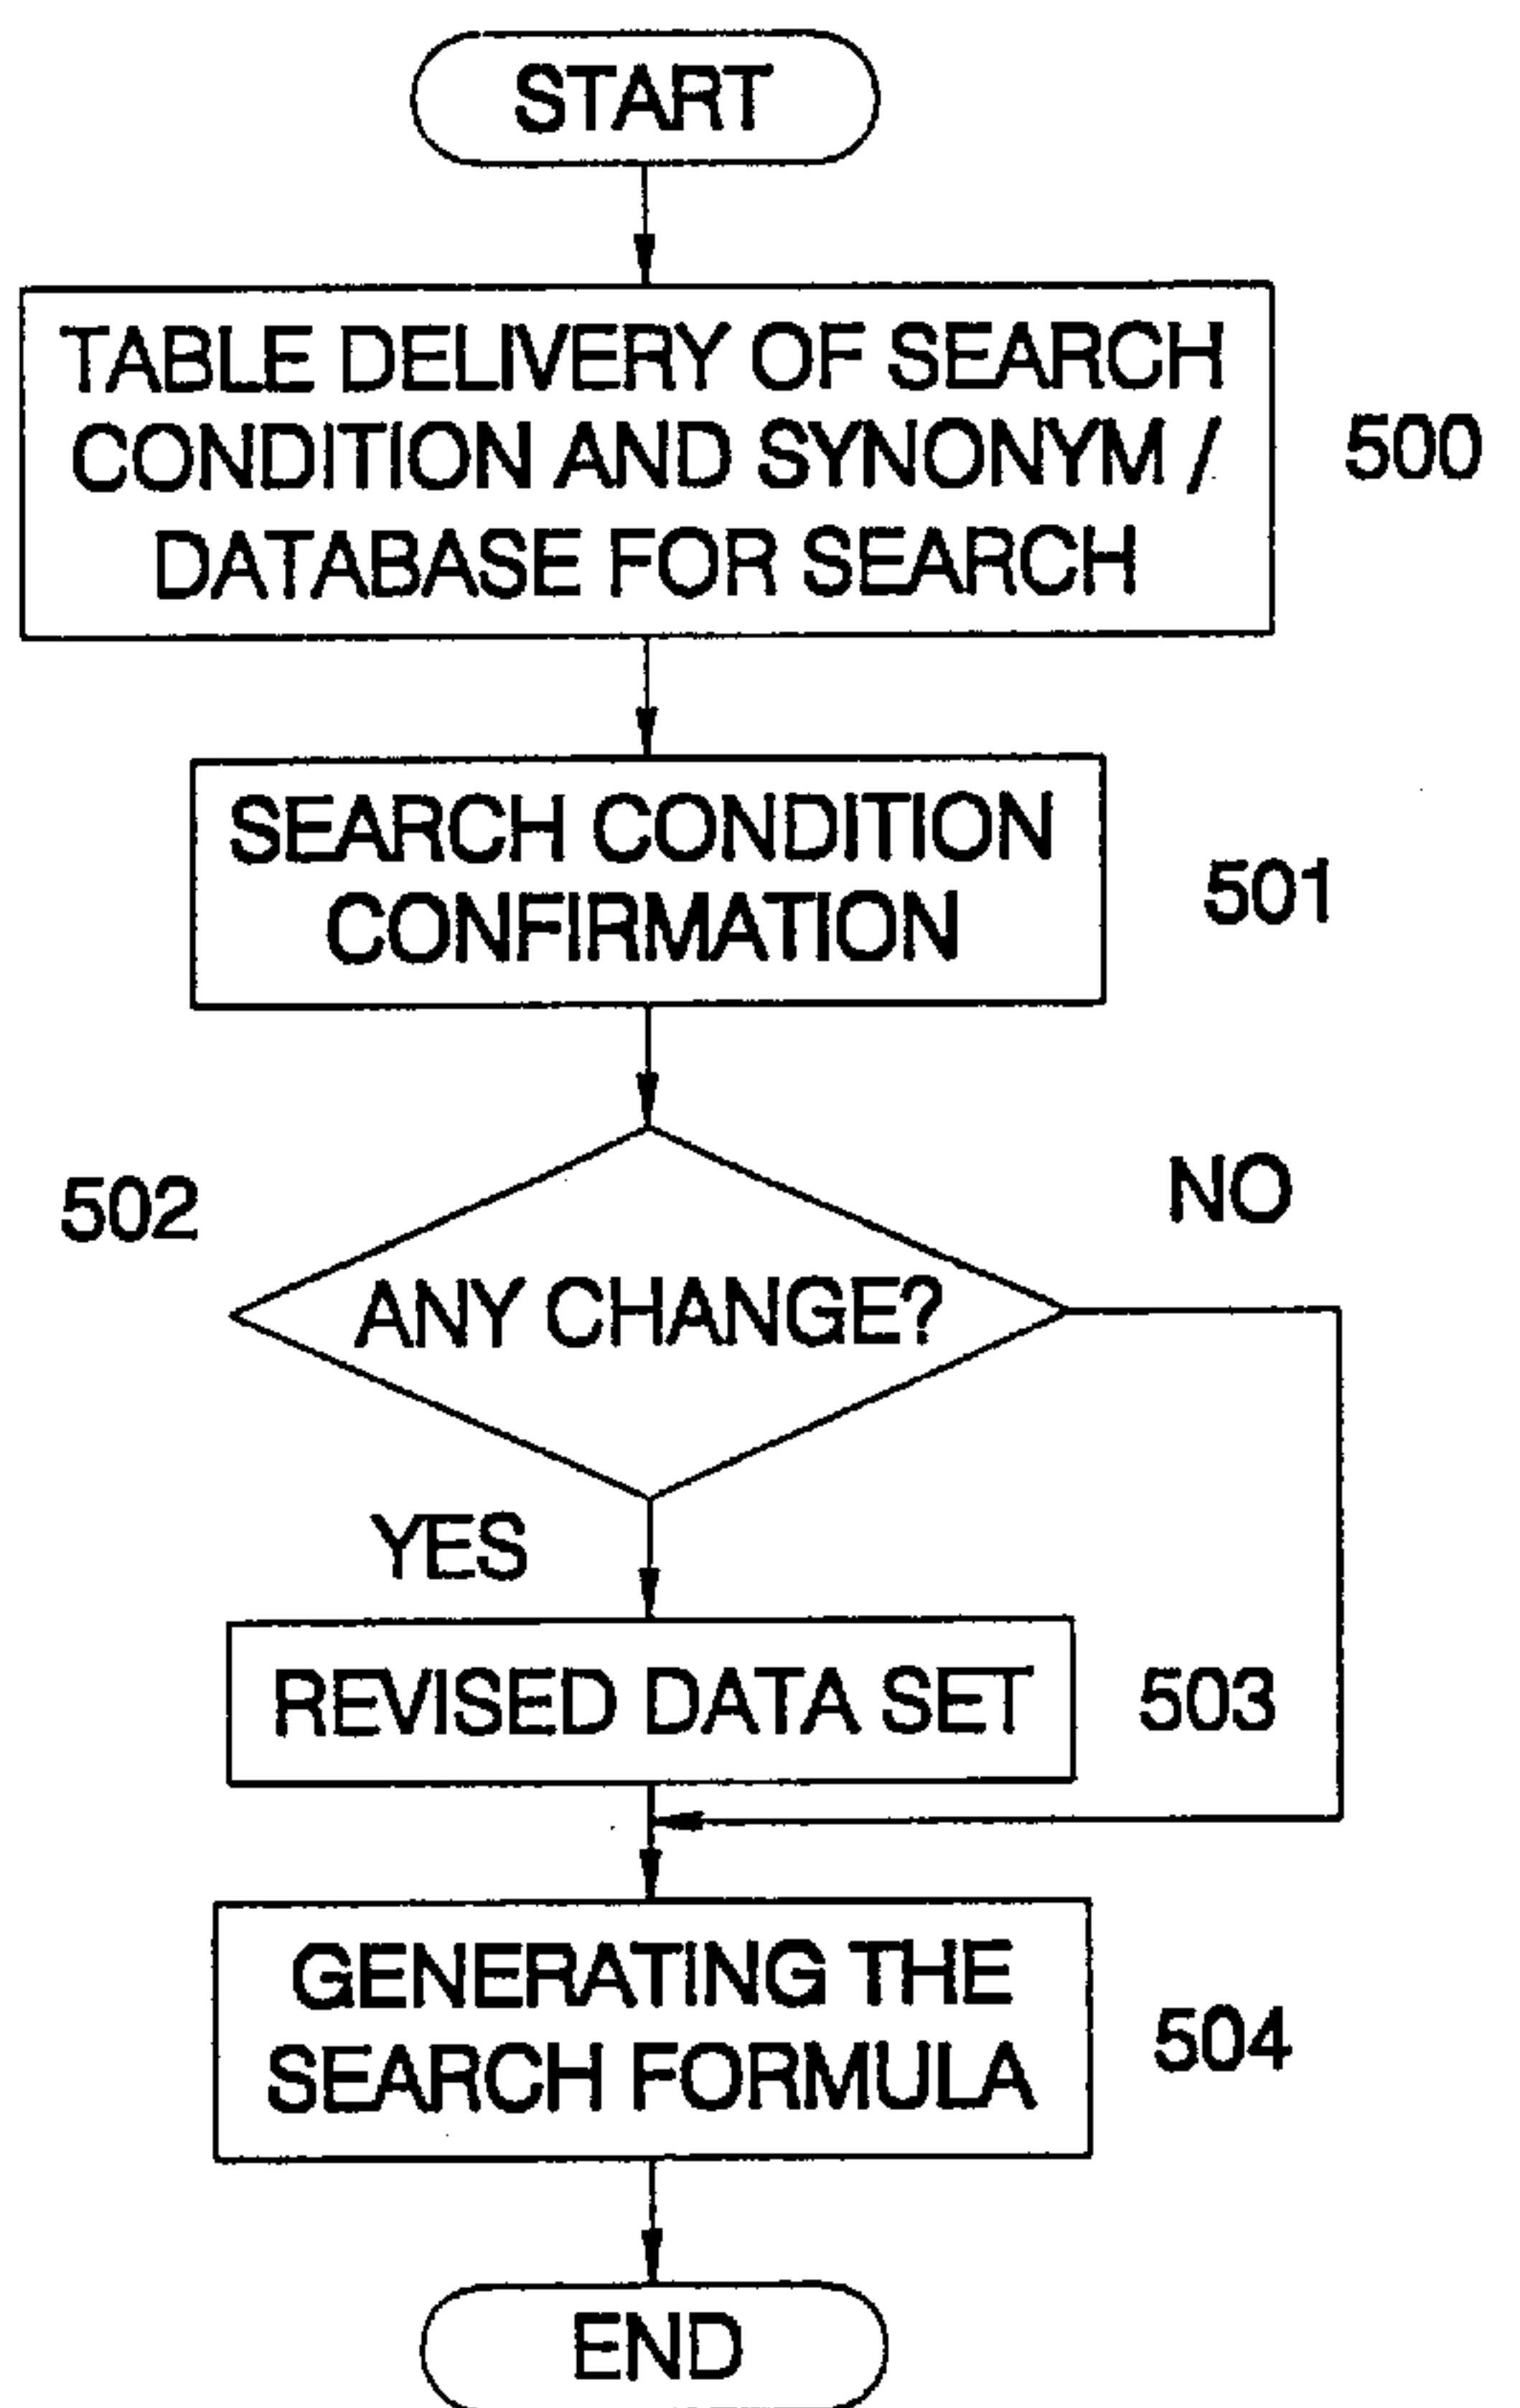 START
TABLE DELIVERY OF SEARCH
CONDITION AND SYNONYM /
DATABASE FOR SEARCH
500
SEARCH CONDITION
CONFIRMATION
501
502
NO
ANY CHANGE?
YES
REVISED DATA SET
503
GENERATING THE
SEARCH FORMULA
504
END